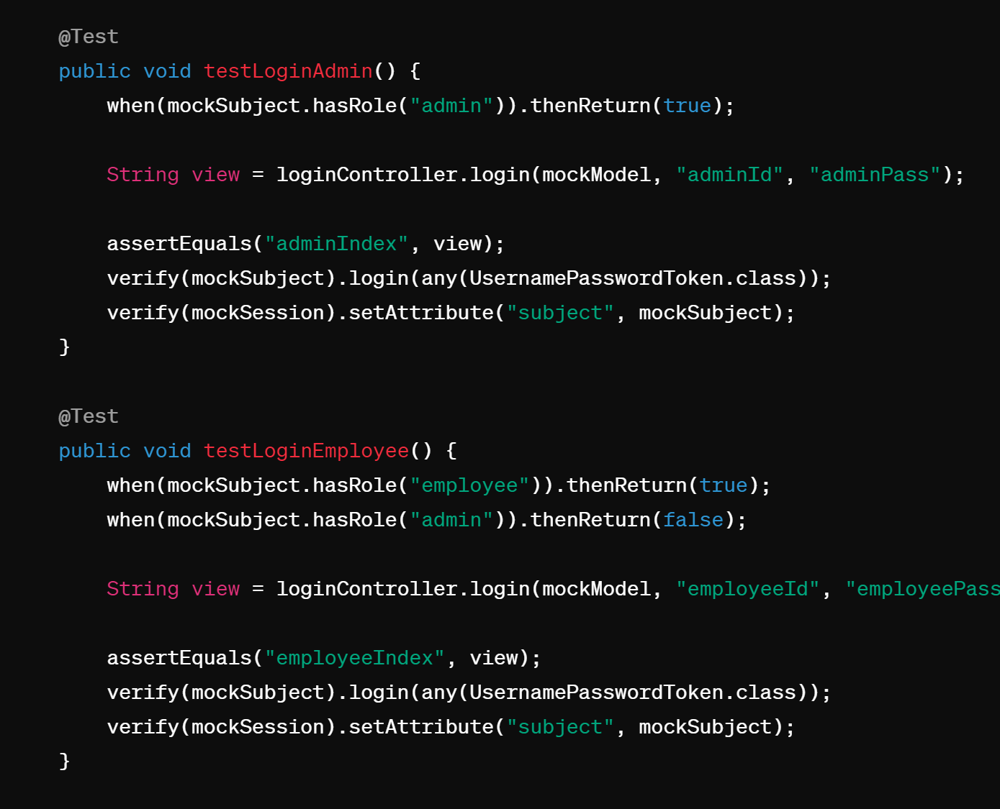 @Test
public void testLoginAdmin() {
when(mockSubject.hasRole("admin")).thenReturn(true);
String view = loginController.login(mockModel, "adminId", "adminPass");
assertEquals("adminIndex", view);
verify(mockSubject).login(any(UsernamePasswordToken.class));
verify(mockSession).setAttribute("subject", mockSubject);
}
@Test
public void testLoginEmployee() {
when(mockSubject.hasRole("employee")).thenReturn(true);
when(mockSubject.hasRole("admin")).thenReturn(false);
String view = loginController.login(mockModel, "employeeId", "employeePass
assertEquals("employeeIndex", view);
verify(mockSubject).login(any(UsernamePasswordToken.class));
verify(mockSession).setAttribute("subject", mockSubject);
}